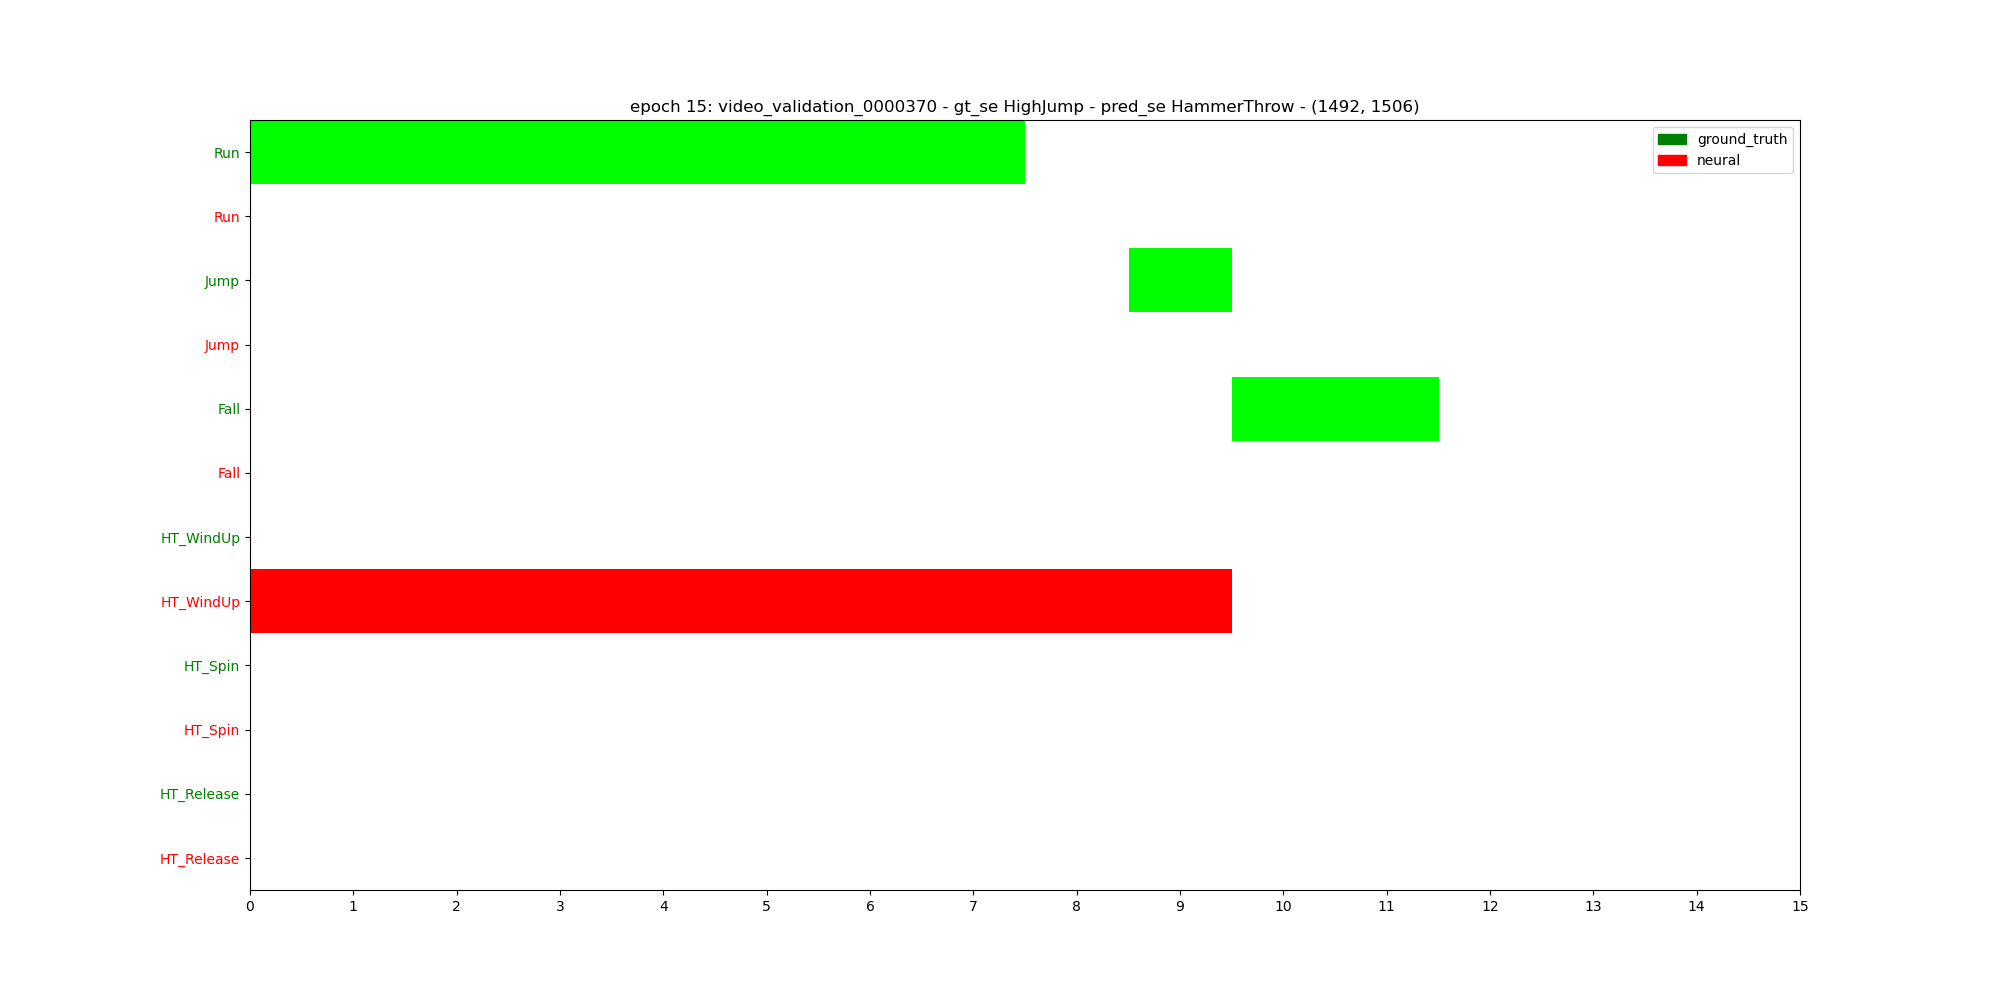 epoch 15: video_validation_0000370 - gt_se HighJump - pred_se HammerThrow - (1492, 1506)
ground_truth
neural
Run
Run
Jump
Jump
Fall
Fall
HT_WindUp
HT_WindUp
HT_Spin
HT_Spin
HT_Release
HT_Release
0 1 2 3 4 5 6 7 8 9 10 11 12 13 14 15